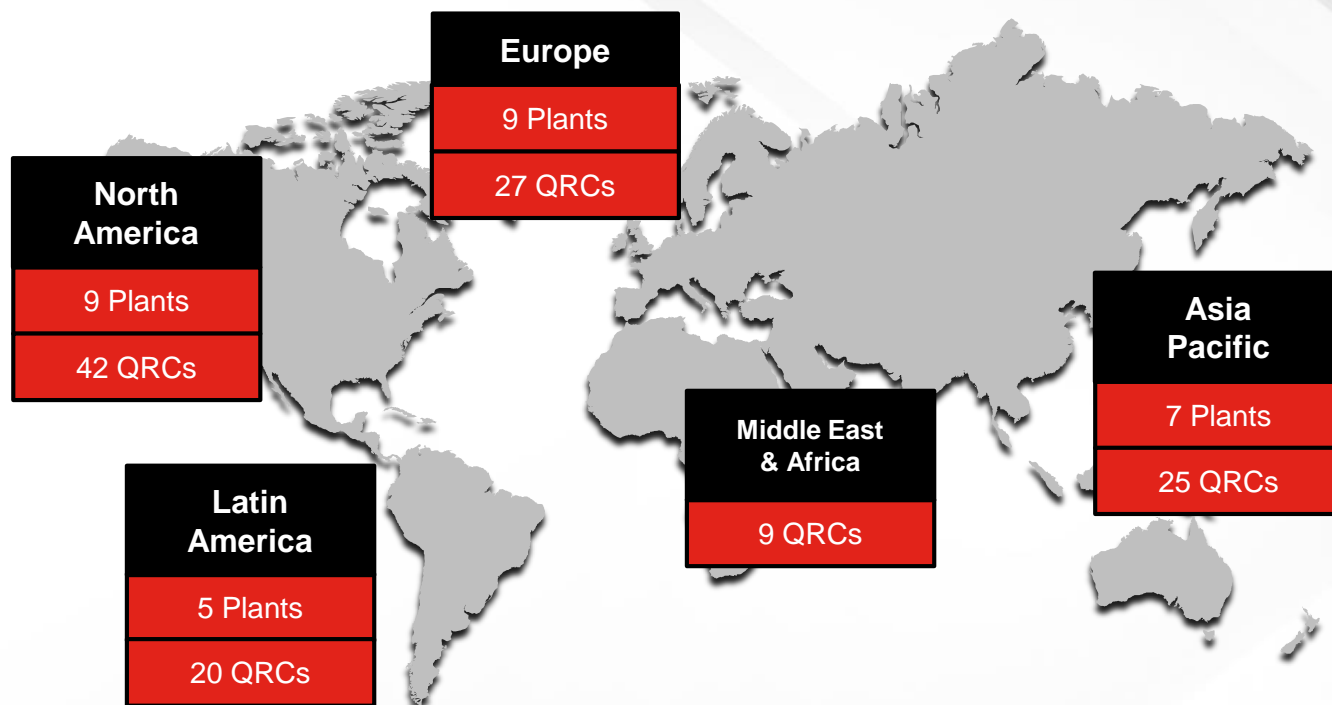 Europe
9 Plants
27 QRCs
North
America
9 Plants
42 QRCs
Asia
Pacific
7 Plants
25 QRCs
Middle East
& Africa
9 QRCs
Latin
America
5 Plants
20 QRCs